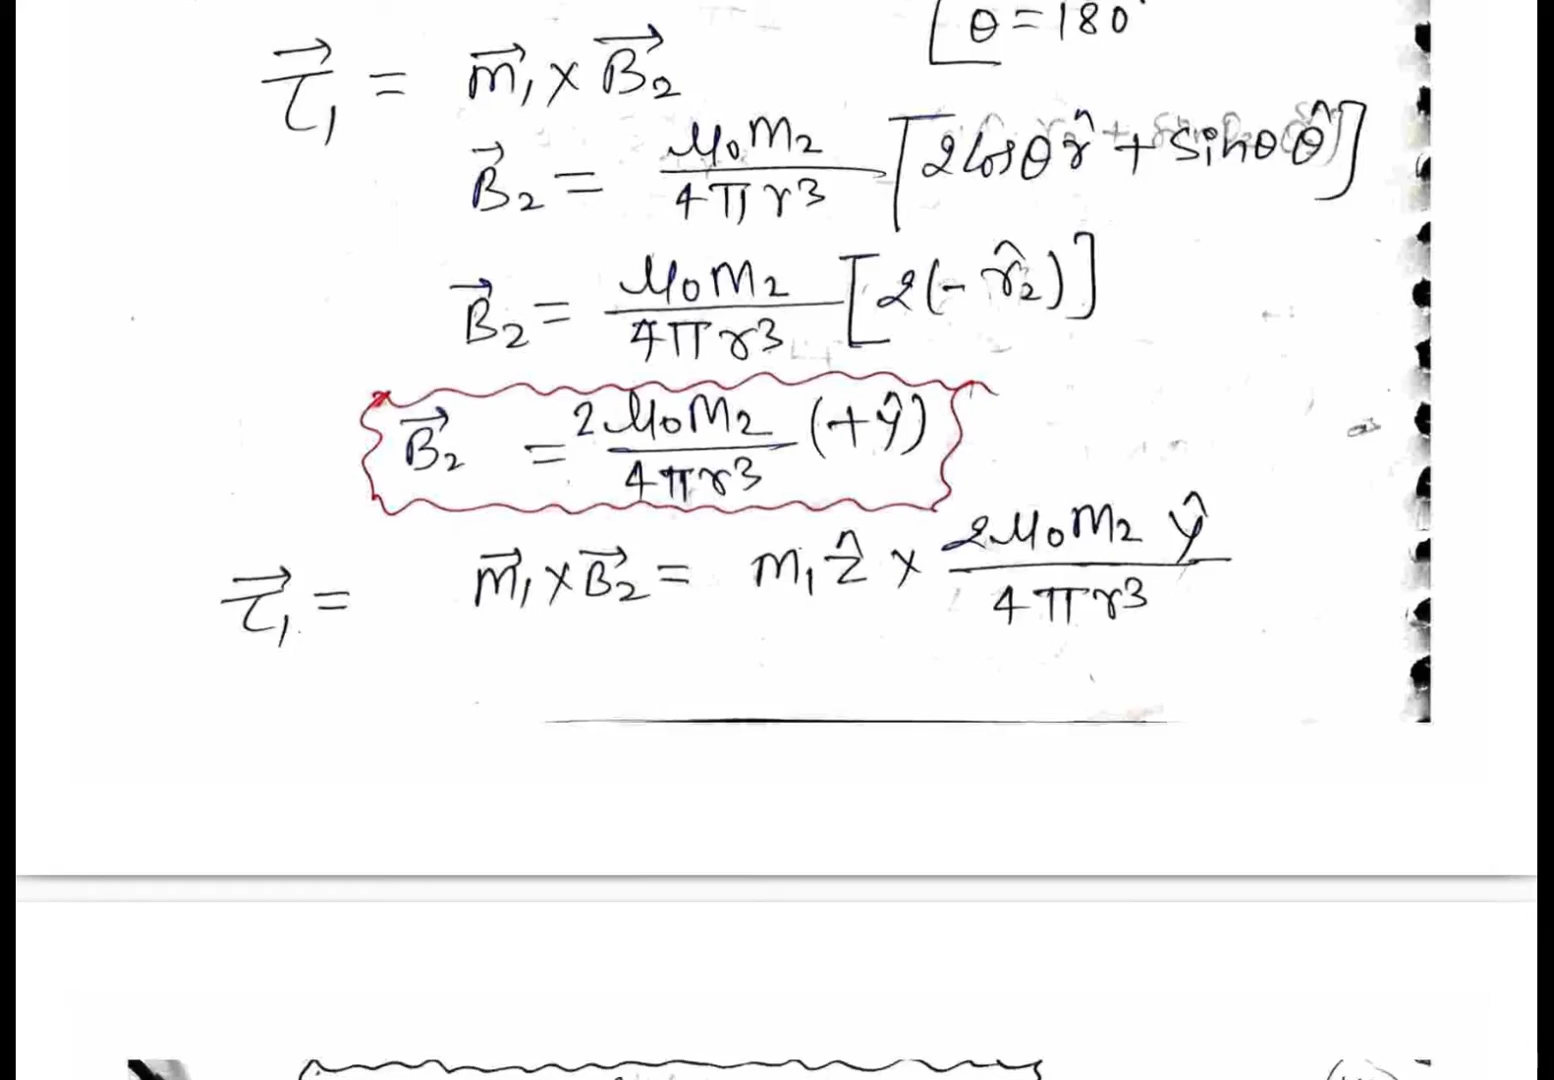 [θ = 180°
τ⃗₁ = m⃗₁ × B⃗₂
B⃗₂ = μ₀m₂ / 4πr³ [2cosθ r̂ + sinθ θ̂]
B⃗₂ = μ₀m₂ / 4πr³ [2(-r̂₂)]
B⃗₂ = 2μ₀m₂ / 4πr³ (+ŷ)
τ⃗₁ = m⃗₁ × B⃗₂ = m₁ẑ × 2μ₀m₂ŷ / 4πr³